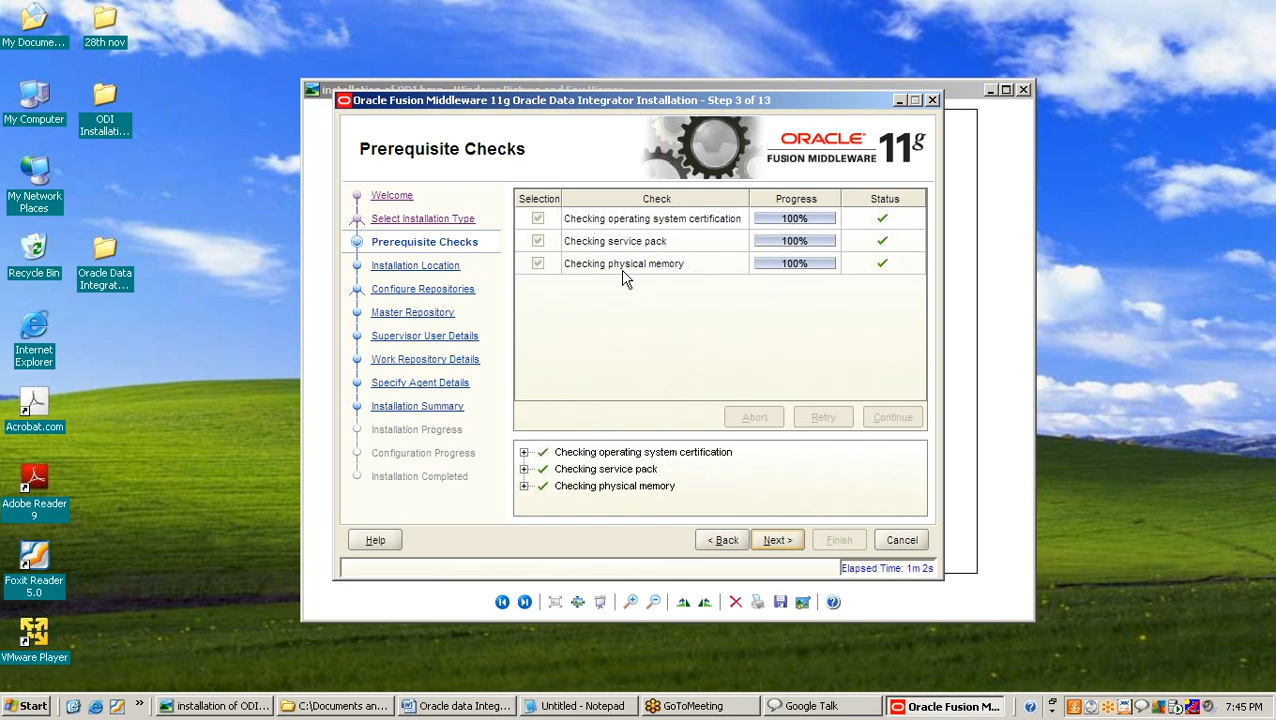 My Docume...
28th nov
My Computer
ODI
Installati...
My Network
Places
Recycle Bin
Oracle Data
Integrat...
Internet
Explorer
Acrobat.com
Adobe Reader
9
Foxit Reader
5.0
VMware Player
Oracle Fusion Middleware 11g Oracle Data Integrator Installation - Step 3 of 13
Prerequisite Checks
ORACLE
FUSION MIDDLEWARE 11g
Welcome
Select Installation Type
Prerequisite Checks
Installation Location
Configure Repositories
Master Repository
Supervisor User Details
Work Repository Details
Specify Agent Details
Installation Summary
Installation Progress
Configuration Progress
Installation Completed
Selection Check Progress Status
Checking operating system certification 100%
Checking service pack 100%
Checking physical memory 100%
Abort Retry Continue
Checking operating system certification
Checking service pack
Checking physical memory
Help < Back Next > Finish Cancel
Elapsed Time: 1m 2s
Start installation of ODI... C:\Documents an... Oracle data Integ... Untitled - Notepad GoToMeeting Google Talk Oracle Fusion M... 7:45 PM